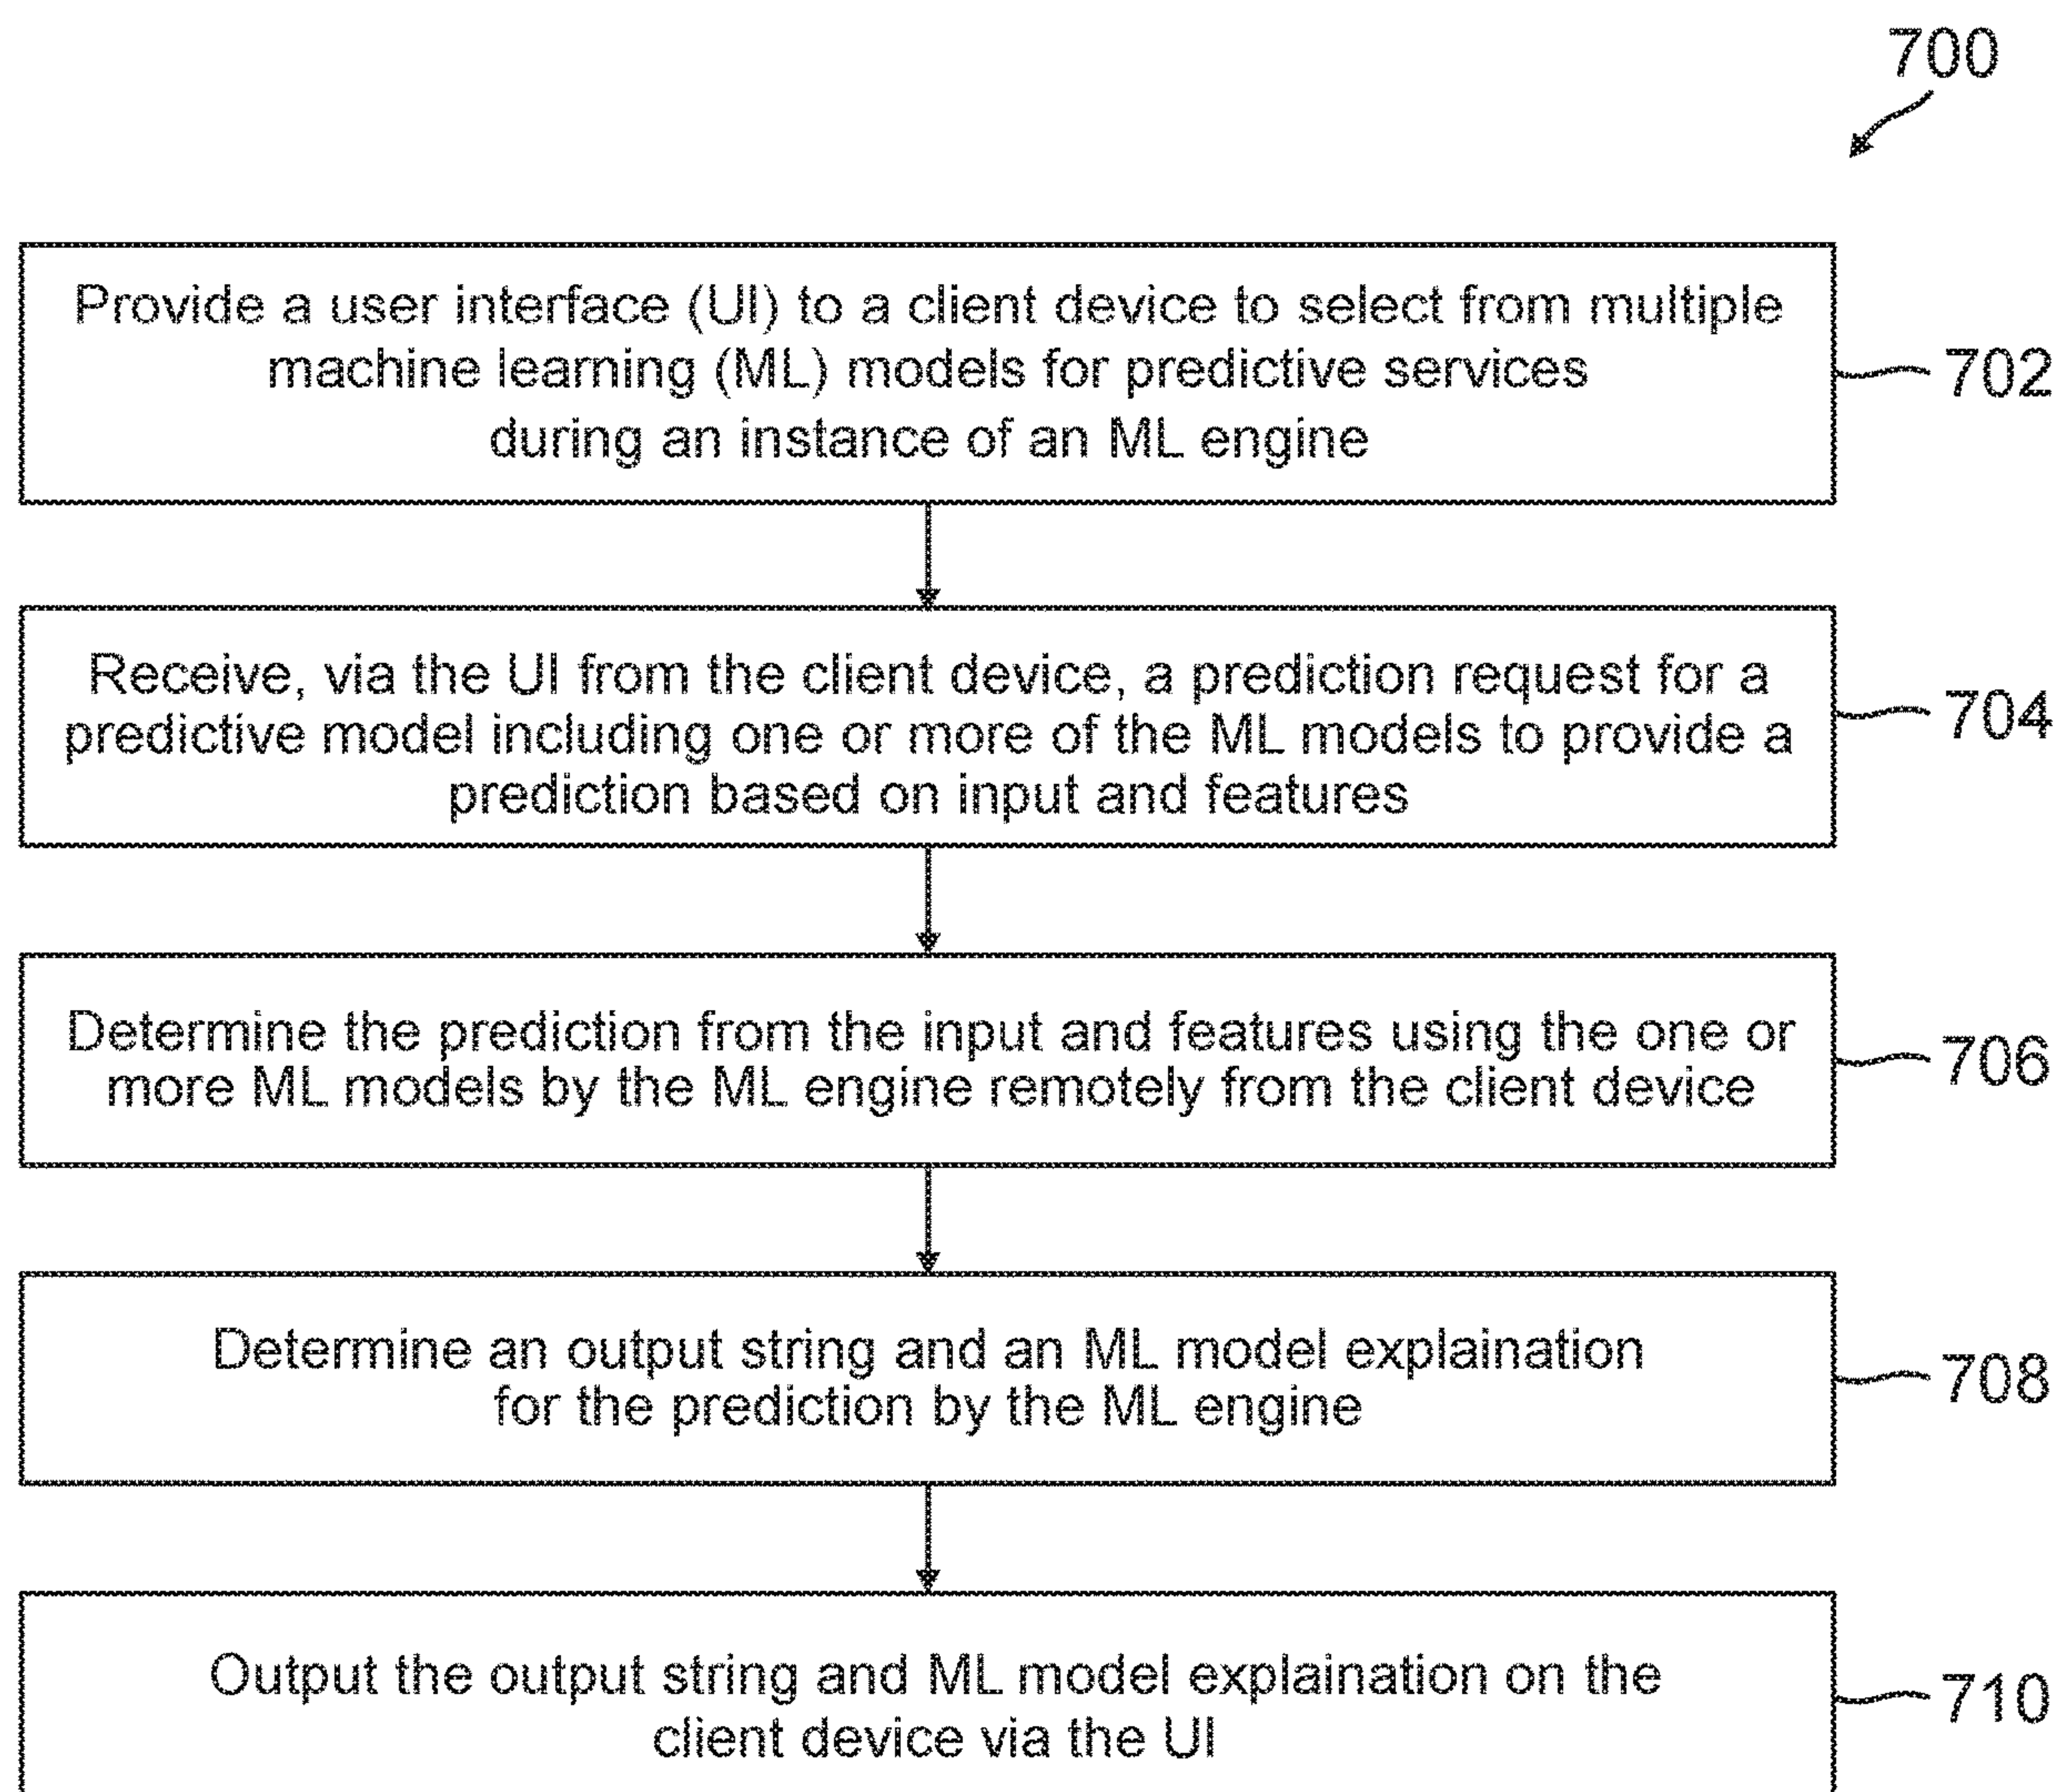 700
Provide a user interface (UI) to a client device to select from multiple
machine learning (ML) models for predictive services
during an instance of an ML engine
702
Receive, via the UI from the client device, a prediction request for a
predictive model including one or more of the ML models to provide a
prediction based on input and features
704
Determine the prediction from the input and features using the one or
more ML models by the ML engine remotely from the client device
706
Determine an output string and an ML model explaination
for the prediction by the ML engine
708
Output the output string and ML model explaination on the
client device via the UI
710